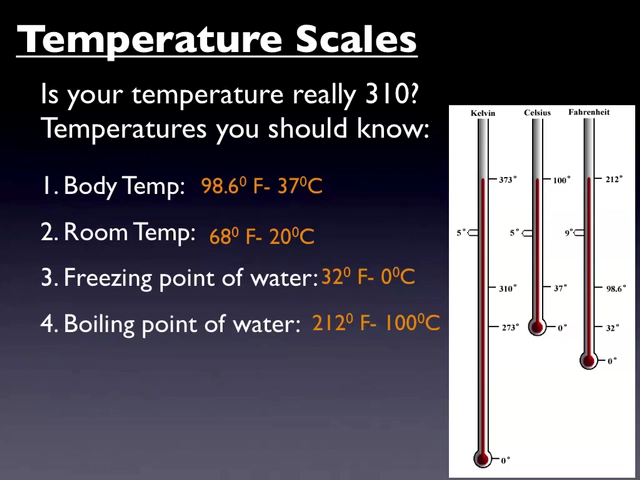 Temperature Scales
Is your temperature really 310?
Temperatures you should know:
1. Body Temp: 98.6⁰ F- 37⁰C
2. Room Temp: 68⁰ F- 20⁰C
3. Freezing point of water: 32⁰ F- 0⁰C
4. Boiling point of water: 212⁰ F- 100⁰C
Kelvin Celsius Fahrenheit
373° 100° 212°
5° 5° 9°
310° 37° 98.6°
273° 0° 32°
0°
0°